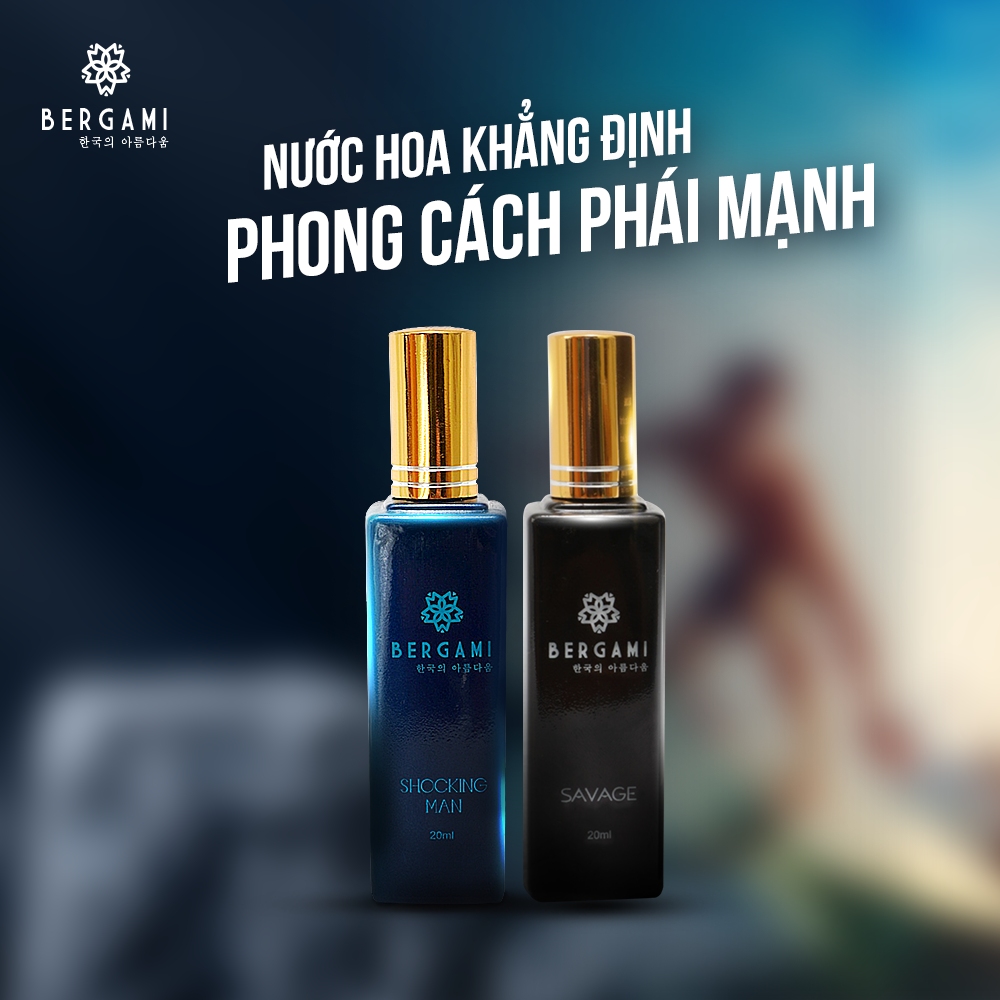 BERGAMI
한국의 아름다움
NƯỚC HOA KHẲNG ĐỊNH
PHONG CÁCH PHÁI MẠNH
BERGAMI
한국의 아름다움
SHOCKING
MAN
20ml
BERGAMI
한국의 아름다움
SAVAGE
20ml